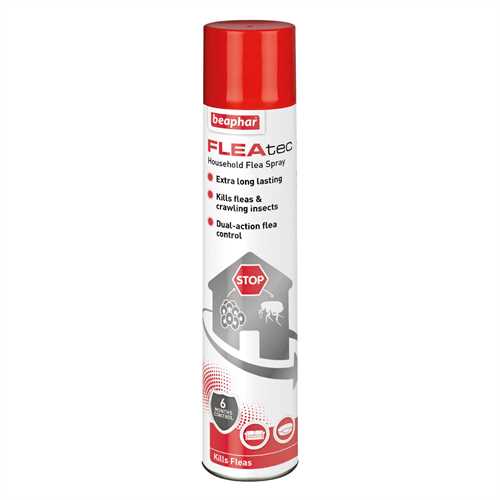 beaphar
FLEAtec
Household Flea Spray
Extra long lasting
Kills fleas &
crawling insects
Dual-action flea
control
STOP
6
MONTHS CONTROL
Kills Fleas